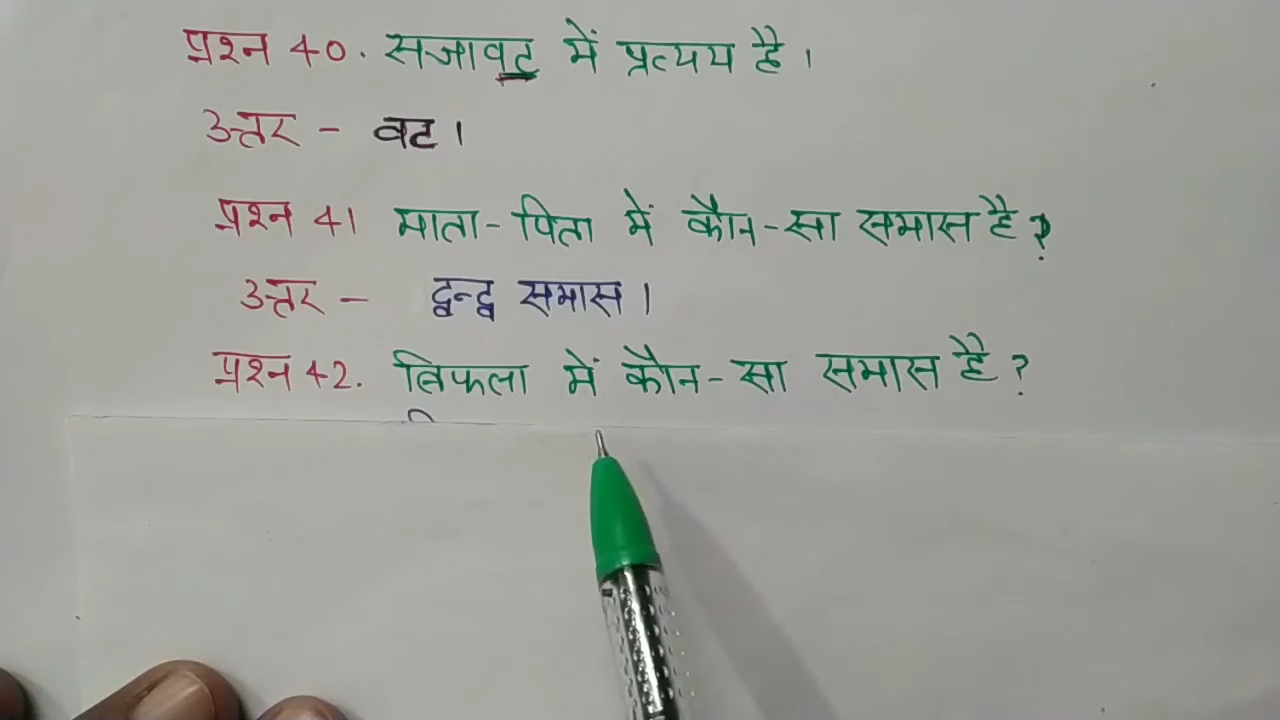 प्रश्न 40. सजावट में प्रत्यय है।
उत्तर - वट।
प्रश्न 41 माता-पिता में कौन-सा समास है?
उत्तर - द्वन्द्व समास।
प्रश्न 42. त्रिफला में कौन-सा समास है?